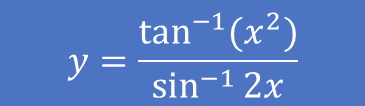 y = tan⁻¹(x²) / sin⁻¹ 2x